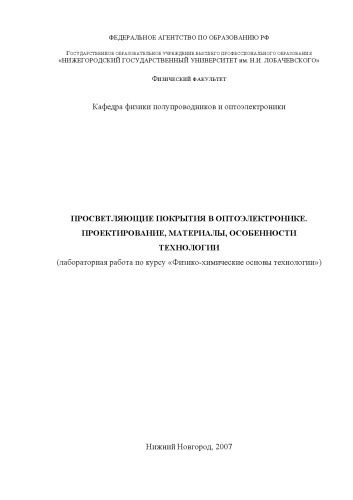 ФЕДЕРАЛЬНОЕ АГЕНТСТВО ПО ОБРАЗОВАНИЮ РФ
ГОСУДАРСТВЕННОЕ ОБРАЗОВАТЕЛЬНОЕ УЧРЕЖДЕНИЕ ВЫСШЕГО ПРОФЕССИОНАЛЬНОГО ОБРАЗОВАНИЯ
«НИЖЕГОРОДСКИЙ ГОСУДАРСТВЕННЫЙ УНИВЕРСИТЕТ им. Н.И. ЛОБАЧЕВСКОГО»
ФИЗИЧЕСКИЙ ФАКУЛЬТЕТ
Кафедра физики полупроводников и оптоэлектроники
ПРОСВЕТЛЯЮЩИЕ ПОКРЫТИЯ В ОПТОЭЛЕКТРОНИКЕ.
ПРОЕКТИРОВАНИЕ, МАТЕРИАЛЫ, ОСОБЕННОСТИ
ТЕХНОЛОГИИ
(лабораторная работа по курсу «Физико-химические основы технологии»)
Нижний Новгород, 2007